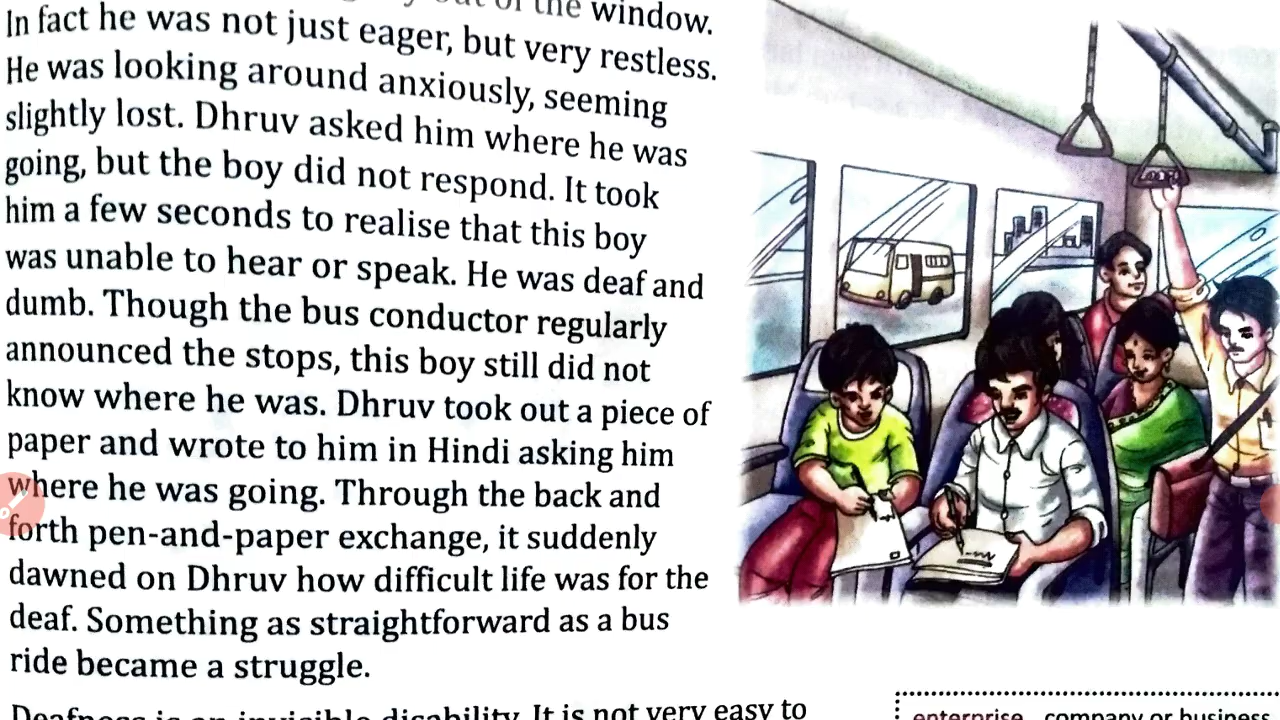 of the window.
In fact he was not just eager, but very restless.
He was looking around anxiously, seeming
slightly lost. Dhruv asked him where he was
going, but the boy did not respond. It took
him a few seconds to realise that this boy
was unable to hear or speak. He was deaf and
dumb. Though the bus conductor regularly
announced the stops, this boy still did not
know where he was. Dhruv took out a piece of
paper and wrote to him in Hindi asking him
where he was going. Through the back and
forth pen-and-paper exchange, it suddenly
dawned on Dhruv how difficult life was for the
deaf. Something as straightforward as a bus
ride became a struggle.
Deafness is an invisible disability. It is not very easy to
enterprise company or business